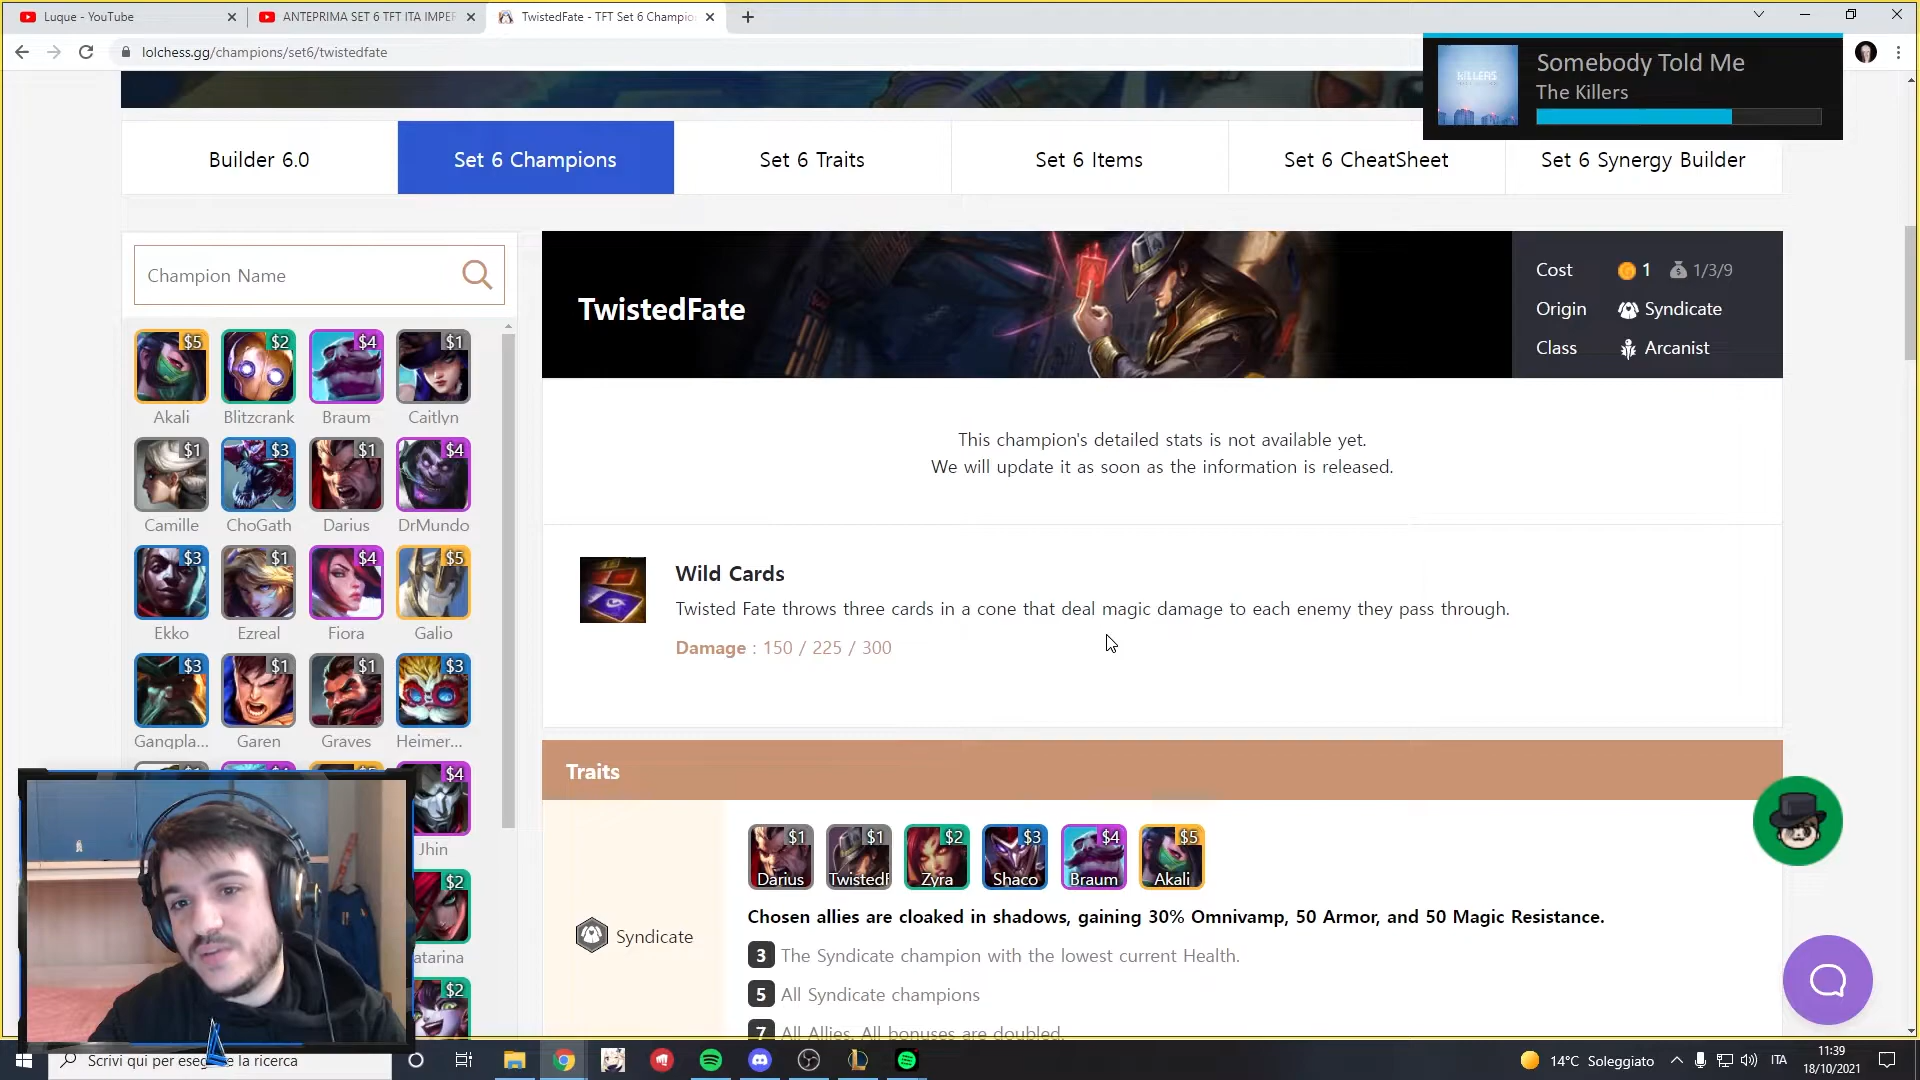 Luque - YouTube
ANTEPRIMA SET 6 TFT ITA IMPER
TwistedFate - TFT Set 6 Champio
lolchess.gg/champions/set6/twistedfate
KILLERS
Somebody Told Me
The Killers
Builder 6.0
Set 6 Champions
Set 6 Traits
Set 6 Items
Set 6 CheatSheet
Set 6 Synergy Builder
Champion Name
TwistedFate
Cost 1 1/3/9
Origin Syndicate
Class Arcanist
$5 $2 $4 $1
Akali Blitzcrank Braum Caitlyn
$1 $3 $1 $4
Camille ChoGath Darius DrMundo
$3 $1 $4 $5
Ekko Ezreal Fiora Galio
$3 $1 $1 $3
Gangpla... Garen Graves Heimer...
$4
Jhin
$2
atarina
$2
This champion's detailed stats is not available yet.
We will update it as soon as the information is released.
Wild Cards
Twisted Fate throws three cards in a cone that deal magic damage to each enemy they pass through.
Damage : 150 / 225 / 300
Traits
$1 $1 $2 $3 $4 $5
Darius TwistedF Zyra Shaco Braum Akali
Syndicate
Chosen allies are cloaked in shadows, gaining 30% Omnivamp, 50 Armor, and 50 Magic Resistance.
3 The Syndicate champion with the lowest current Health.
5 All Syndicate champions
7 All Allies. All bonuses are doubled.
Scrivi qui per eseg e la ricerca
14°C Soleggiato
ITA
11:39
18/10/2021